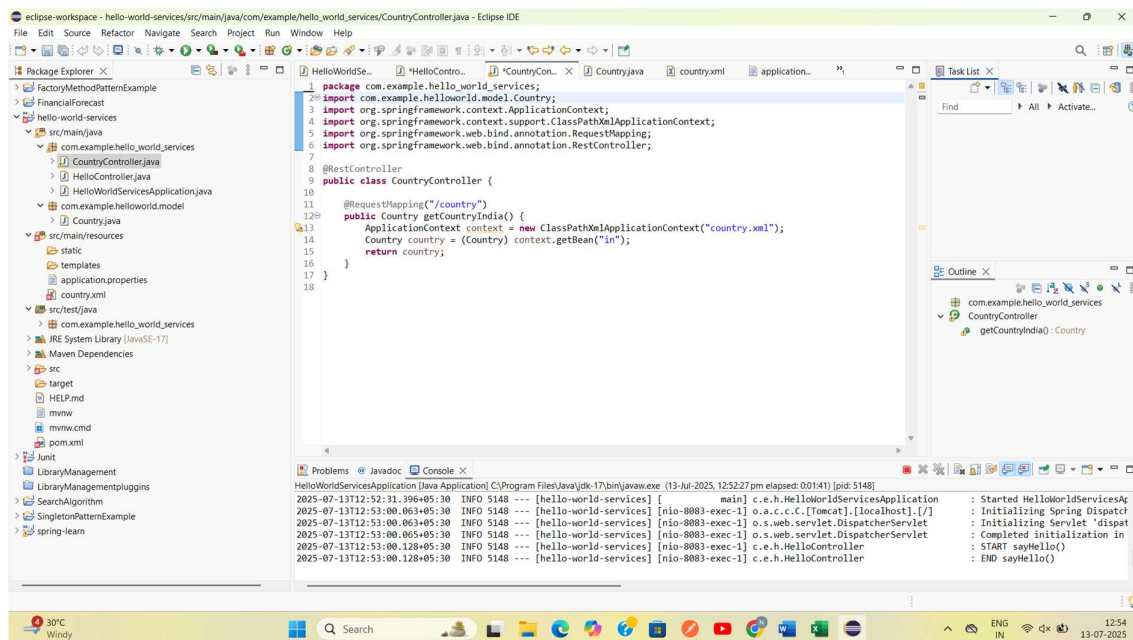 eclipse-workspace - hello-world-services/src/main/java/com/example/hello_world_services/CountryController.java - Eclipse IDE
File Edit Source Refactor Navigate Search Project Run Window Help
Package Explorer
FactoryMethodPatternExample
FinancialForecast
hello-world-services
src/main/java
com.example.hello_world_services
CountryController.java
HelloController.java
HelloWorldServicesApplication.java
com.example.helloworld.model
Country.java
src/main/resources
static
templates
application.properties
country.xml
src/test/java
com.example.hello_world_services
JRE System Library [JavaSE-17]
Maven Dependencies
src
target
HELP.md
mvnw
mvnw.cmd
pom.xml
Junit
LibraryManagement
LibraryManagementpluggins
SearchAlgorithm
SingletonPatternExample
spring-learn
HelloWorldSe... *HelloContro... *CountryCon... Country.java country.xml application... »1
1 package com.example.hello_world_services;
2 import com.example.helloworld.model.Country;
3 import org.springframework.context.ApplicationContext;
4 import org.springframework.context.support.ClassPathXmlApplicationContext;
5 import org.springframework.web.bind.annotation.RequestMapping;
6 import org.springframework.web.bind.annotation.RestController;
7
8 @RestController
9 public class CountryController {
10
11 @RequestMapping("/country")
12 public Country getCountryIndia() {
13 ApplicationContext context = new ClassPathXmlApplicationContext("country.xml");
14 Country country = (Country) context.getBean("in");
15 return country;
16 }
17 }
18
Task List
Find All Activate...
Outline
com.example.hello_world_services
CountryController
getCountryIndia() : Country
Problems Javadoc Console
HelloWorldServicesApplication [Java Application] C:\Program Files\Java\jdk-17\bin\javaw.exe (13-Jul-2025, 12:52:27 pm elapsed: 0:01:41) [pid: 5148]
2025-07-13T12:52:31.396+05:30 INFO 5148 --- [hello-world-services] [ main] c.e.h.HelloWorldServicesApplication : Started HelloWorldServicesAp
2025-07-13T12:53:00.063+05:30 INFO 5148 --- [hello-world-services] [nio-8083-exec-1] o.a.c.c.C.[Tomcat].[localhost].[/] : Initializing Spring Dispatch
2025-07-13T12:53:00.063+05:30 INFO 5148 --- [hello-world-services] [nio-8083-exec-1] o.s.web.servlet.DispatcherServlet : Initializing Servlet 'dispat
2025-07-13T12:53:00.065+05:30 INFO 5148 --- [hello-world-services] [nio-8083-exec-1] o.s.web.servlet.DispatcherServlet : Completed initialization in
2025-07-13T12:53:00.128+05:30 INFO 5148 --- [hello-world-services] [nio-8083-exec-1] c.e.h.HelloController : START sayHello()
2025-07-13T12:53:00.128+05:30 INFO 5148 --- [hello-world-services] [nio-8083-exec-1] c.e.h.HelloController : END sayHello()
4
30°C
Windy
Search
ENG
IN
12:54
13-07-2025